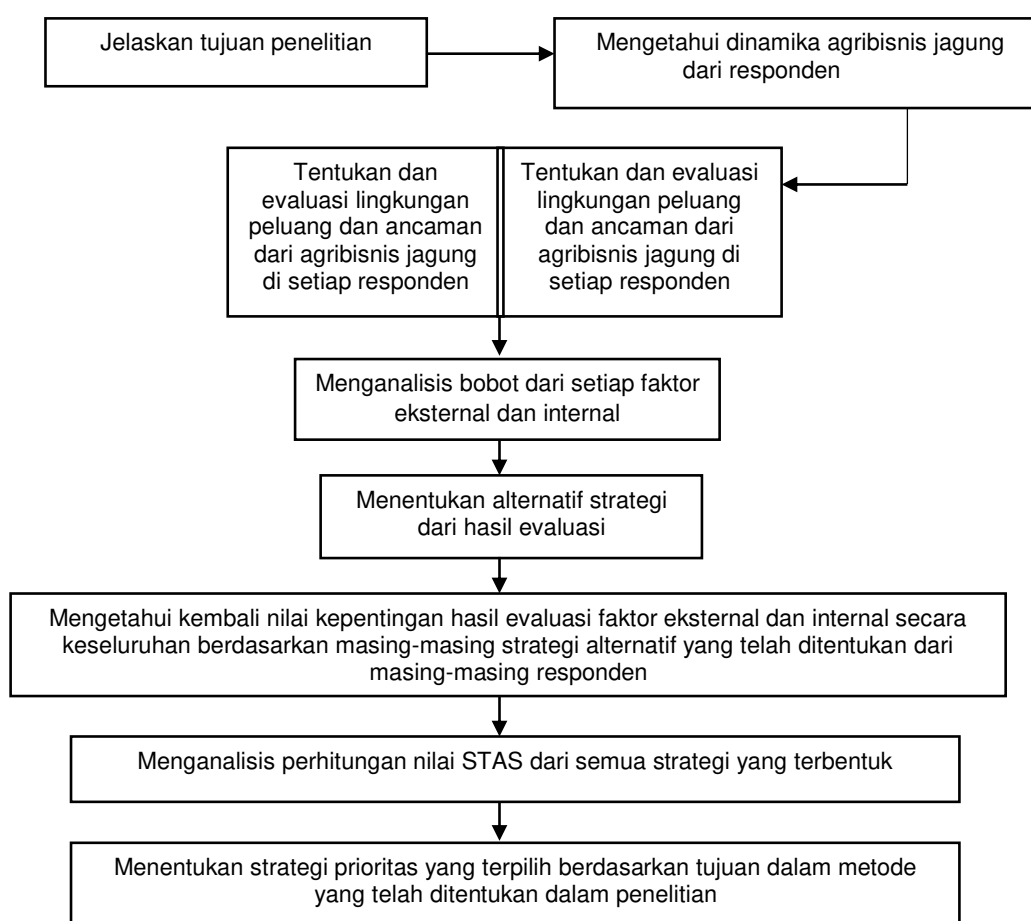 Jelaskan tujuan penelitian
Mengetahui dinamika agribisnis jagung
dari responden
Tentukan dan
evaluasi lingkungan
peluang dan ancaman
dari agribisnis jagung
di setiap responden
Tentukan dan evaluasi
lingkungan peluang
dan ancaman dari
agribisnis jagung di
setiap responden
Menganalisis bobot dari setiap faktor
eksternal dan internal
Menentukan alternatif strategi
dari hasil evaluasi
Mengetahui kembali nilai kepentingan hasil evaluasi faktor eksternal dan internal secara
keseluruhan berdasarkan masing-masing strategi alternatif yang telah ditentukan dari
masing-masing responden
Menganalisis perhitungan nilai STAS dari semua strategi yang terbentuk
Menentukan strategi prioritas yang terpilih berdasarkan tujuan dalam metode
yang telah ditentukan dalam penelitian